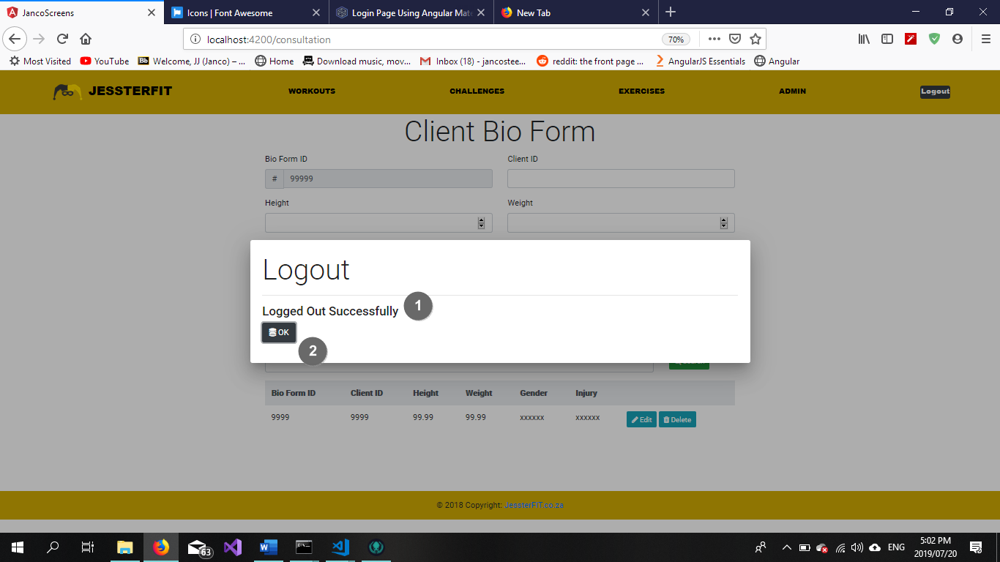 JancoScreens
Icons | Font Awesome
Login Page Using Angular Mate
New Tab
localhost:4200/consultation
70%
Most Visited
YouTube
Bb
Welcome, JJ (Janco) – ...
Home
Download music, mov...
Inbox (18) - jancostee...
reddit: the front page ...
AngularJS Essentials
Angular
JESSTERFIT
WORKOUTS
CHALLENGES
EXERCISES
ADMIN
Logout
Client Bio Form
Bio Form ID
Client ID
# 99999
Height
Weight
Logout
Logged Out Successfully
1
OK
2
Bio Form ID Client ID Height Weight Gender Injury
9999 9999 99.99 99.99 xxxxxx xxxxxx Edit Delete
© 2018 Copyright: JessterFIT.co.za
63
ENG
5:02 PM
2019/07/20